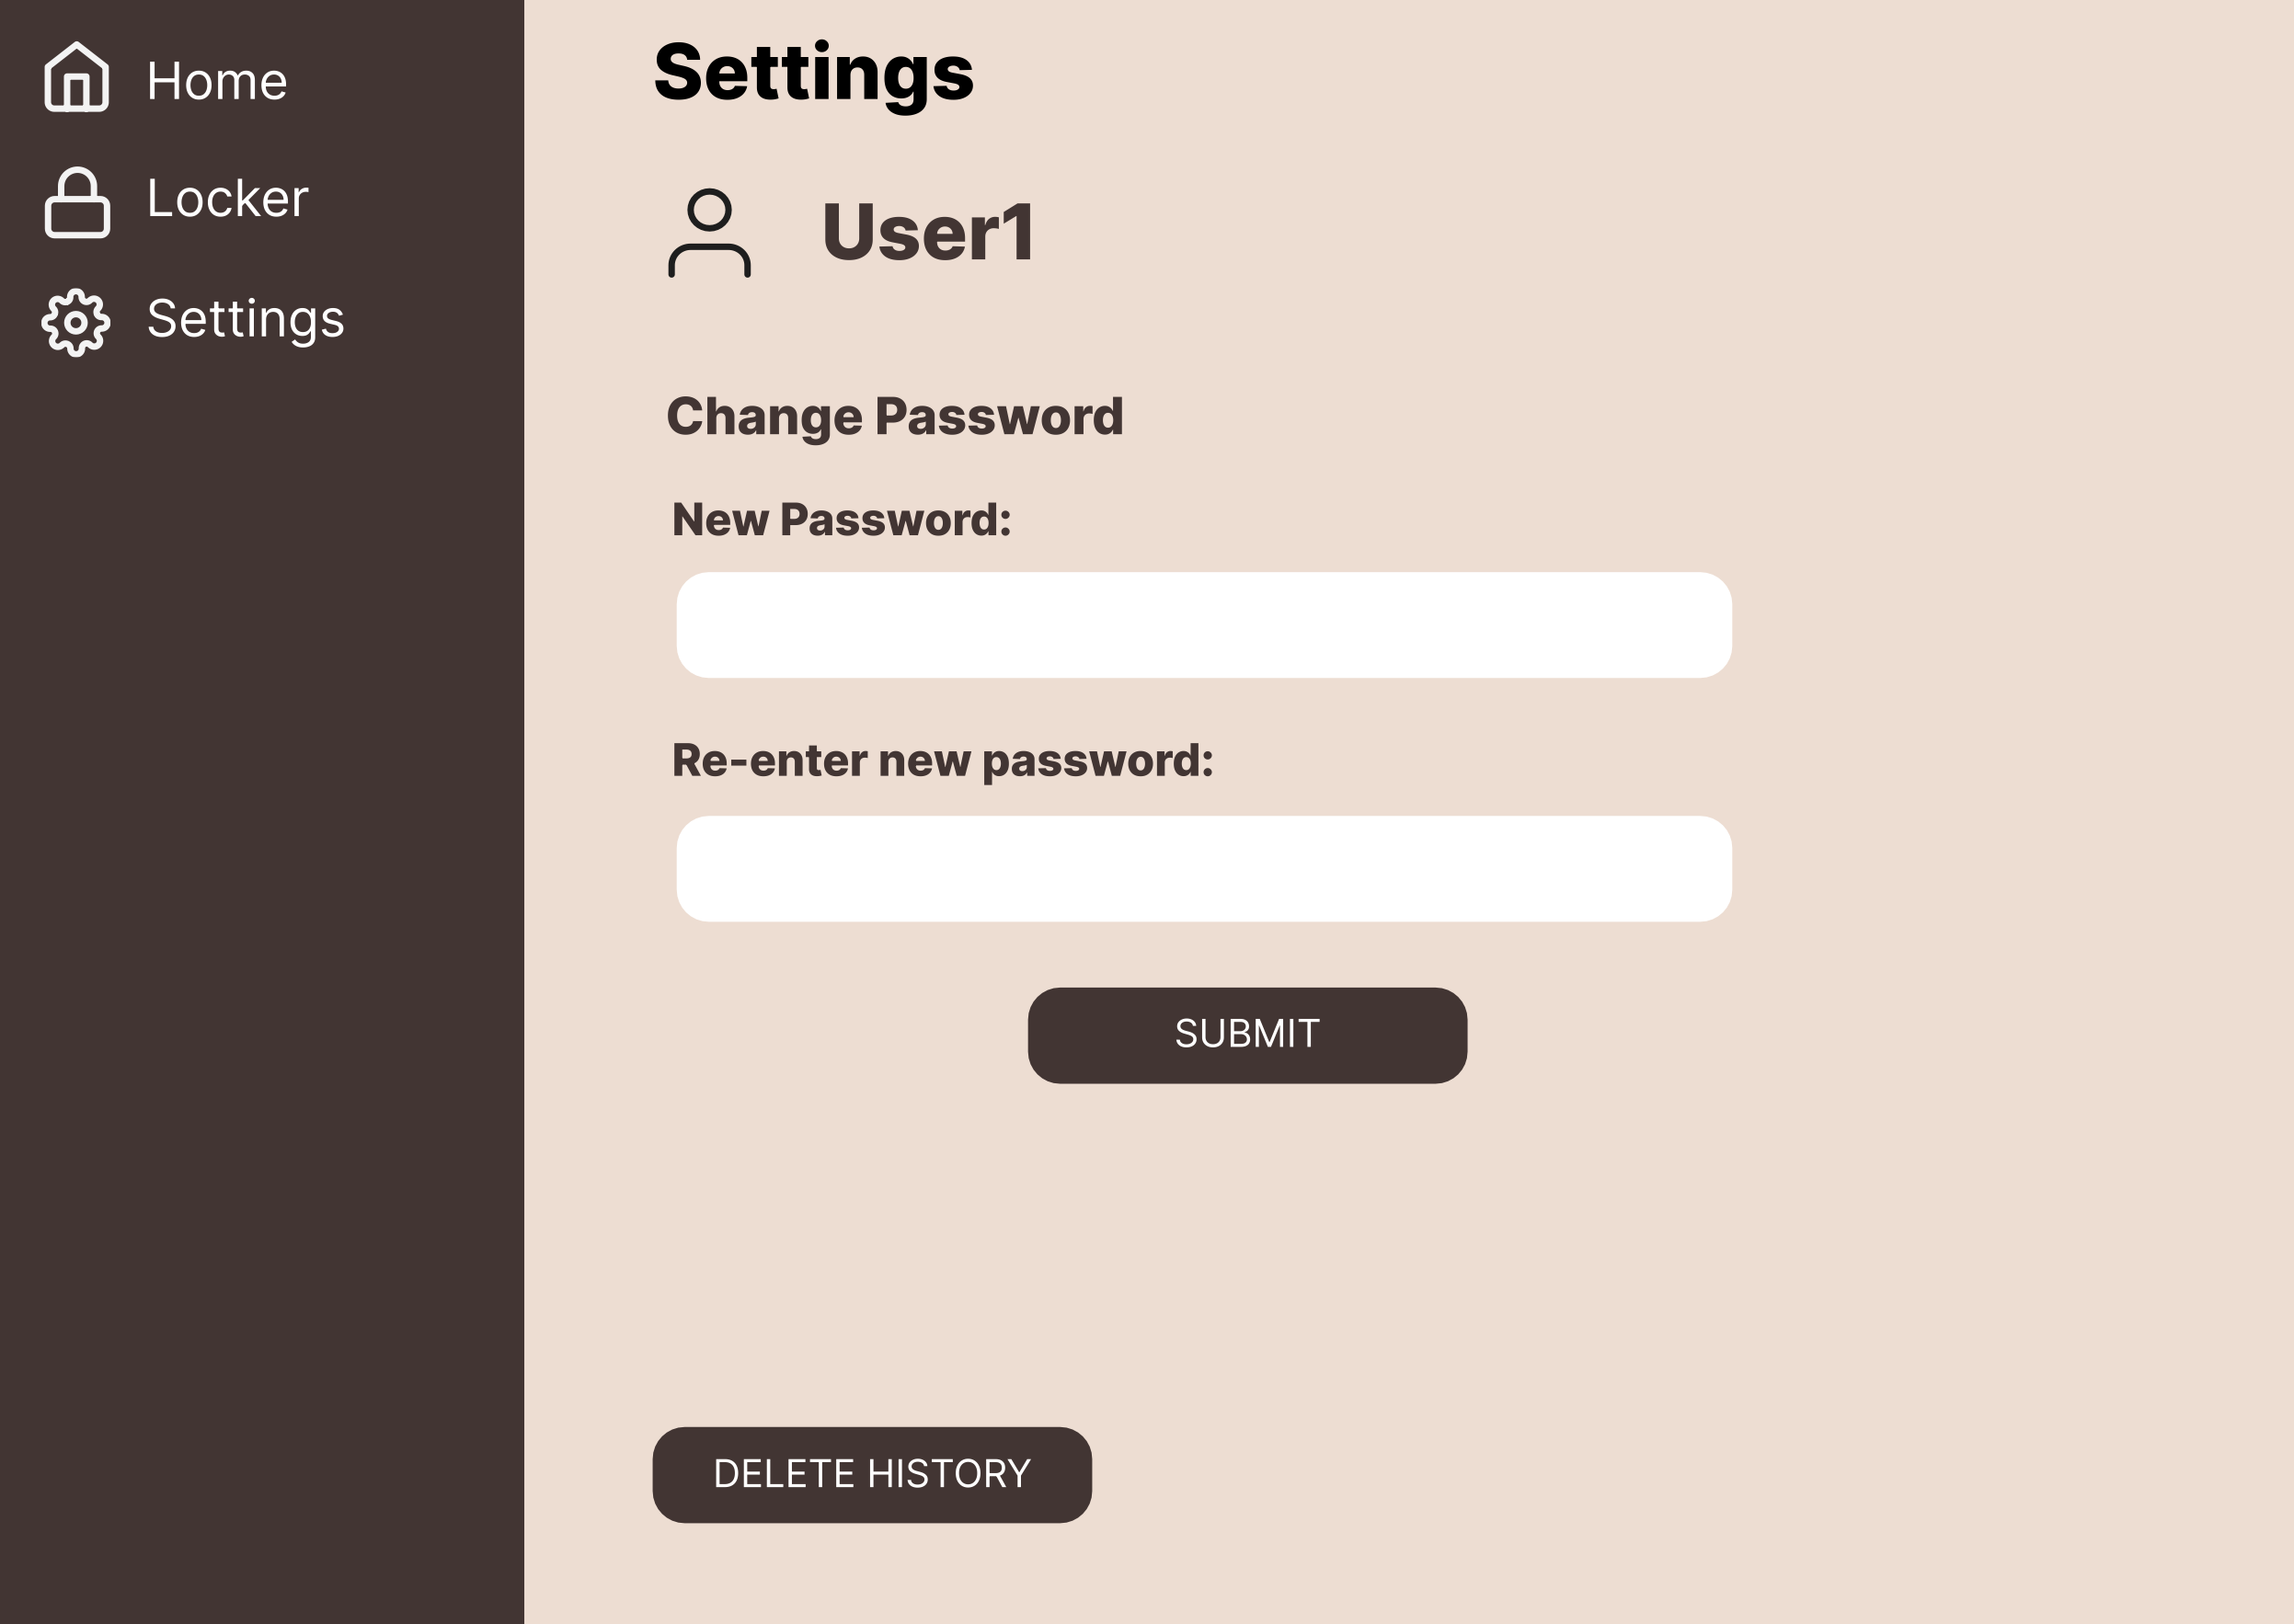 Home
Locker
Settings
Settings
User1
Change Password
New Password:
Re-enter new password:
SUBMIT
DELETE HISTORY